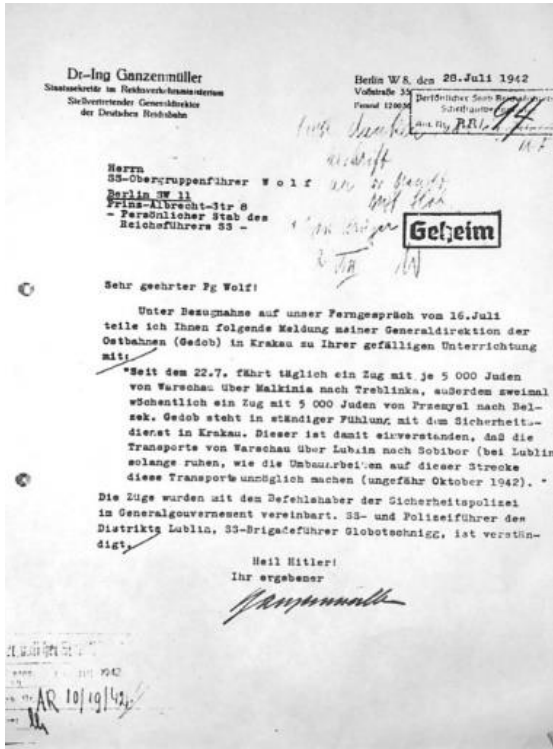 Dr-Ing Ganzenmüller
Staatssekretär im Reichsverkehrsministerium
Stellvertretender Generaldirektor
der Deutschen Reichsbahn
Berlin W 8, den 28.Juli 1942
Voßstraße 35
Persönlicher Stab
Geheim
Herrn
SS-Obergruppenführer W o l f
Berlin SW 11
Prinz-Albrecht-Str 8
- Persönlicher Stab des
Reichsführers SS -
Sehr geehrter Pg Wolf!
Unter Bezugnahme auf unser Ferngespräch vom 16.Juli
teile ich Ihnen folgende Meldung meiner Generaldirektion der
Ostbahnen (Gedob) in Krakau zu Ihrer gefälligen Unterrichtung
mit:
"Seit dem 22.7. fährt täglich ein Zug mit je 5 000 Juden
von Warschau über Malkinia nach Treblinka, außerdem zweimal
wöchentlich ein Zug mit 5 000 Juden von Przemysl nach Bel-
zek. Gedob steht in ständiger Fühlung mit dem Sicherheits-
dienst in Krakau. Dieser ist damit einverstanden, daß die
Transporte von Warschau über Lublin nach Sobibor (bei Lublin
solange ruhen, wie die Umbauarbeiten auf dieser Strecke
diese Transporte unmöglich machen (ungefähr Oktober 1942). "
Die Züge wurden mit dem Befehlshaber der Sicherheitspolizei
im Generalgouvernement vereinbart. SS- und Polizeiführer des
Distrikts Lublin, SS-Brigadeführer Globotschnigg, ist verstän-
digt.
Heil Hitler!
Ihr ergebener
Ganzenmüller
AR 10/19/42